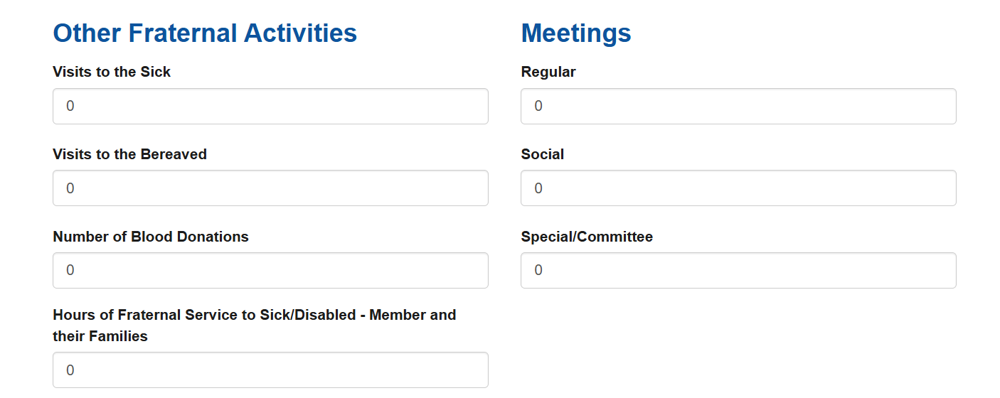 Other Fraternal Activities
Visits to the Sick
0
Visits to the Bereaved
0
Number of Blood Donations
0
Hours of Fraternal Service to Sick/Disabled - Member and
their Families
0
Meetings
Regular
0
Social
0
Special/Committee
0